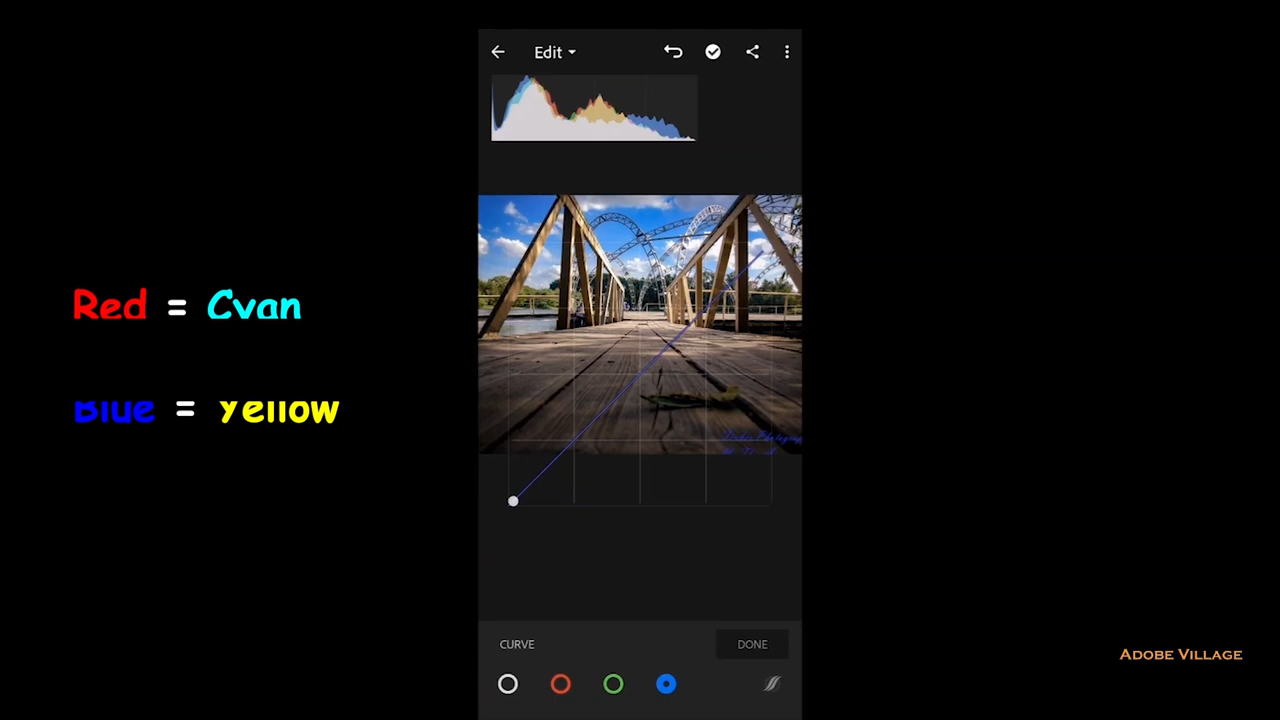 Edit
Red = Cyan
Blue = Yellow
CURVE
DONE
ADOBE VILLAGE